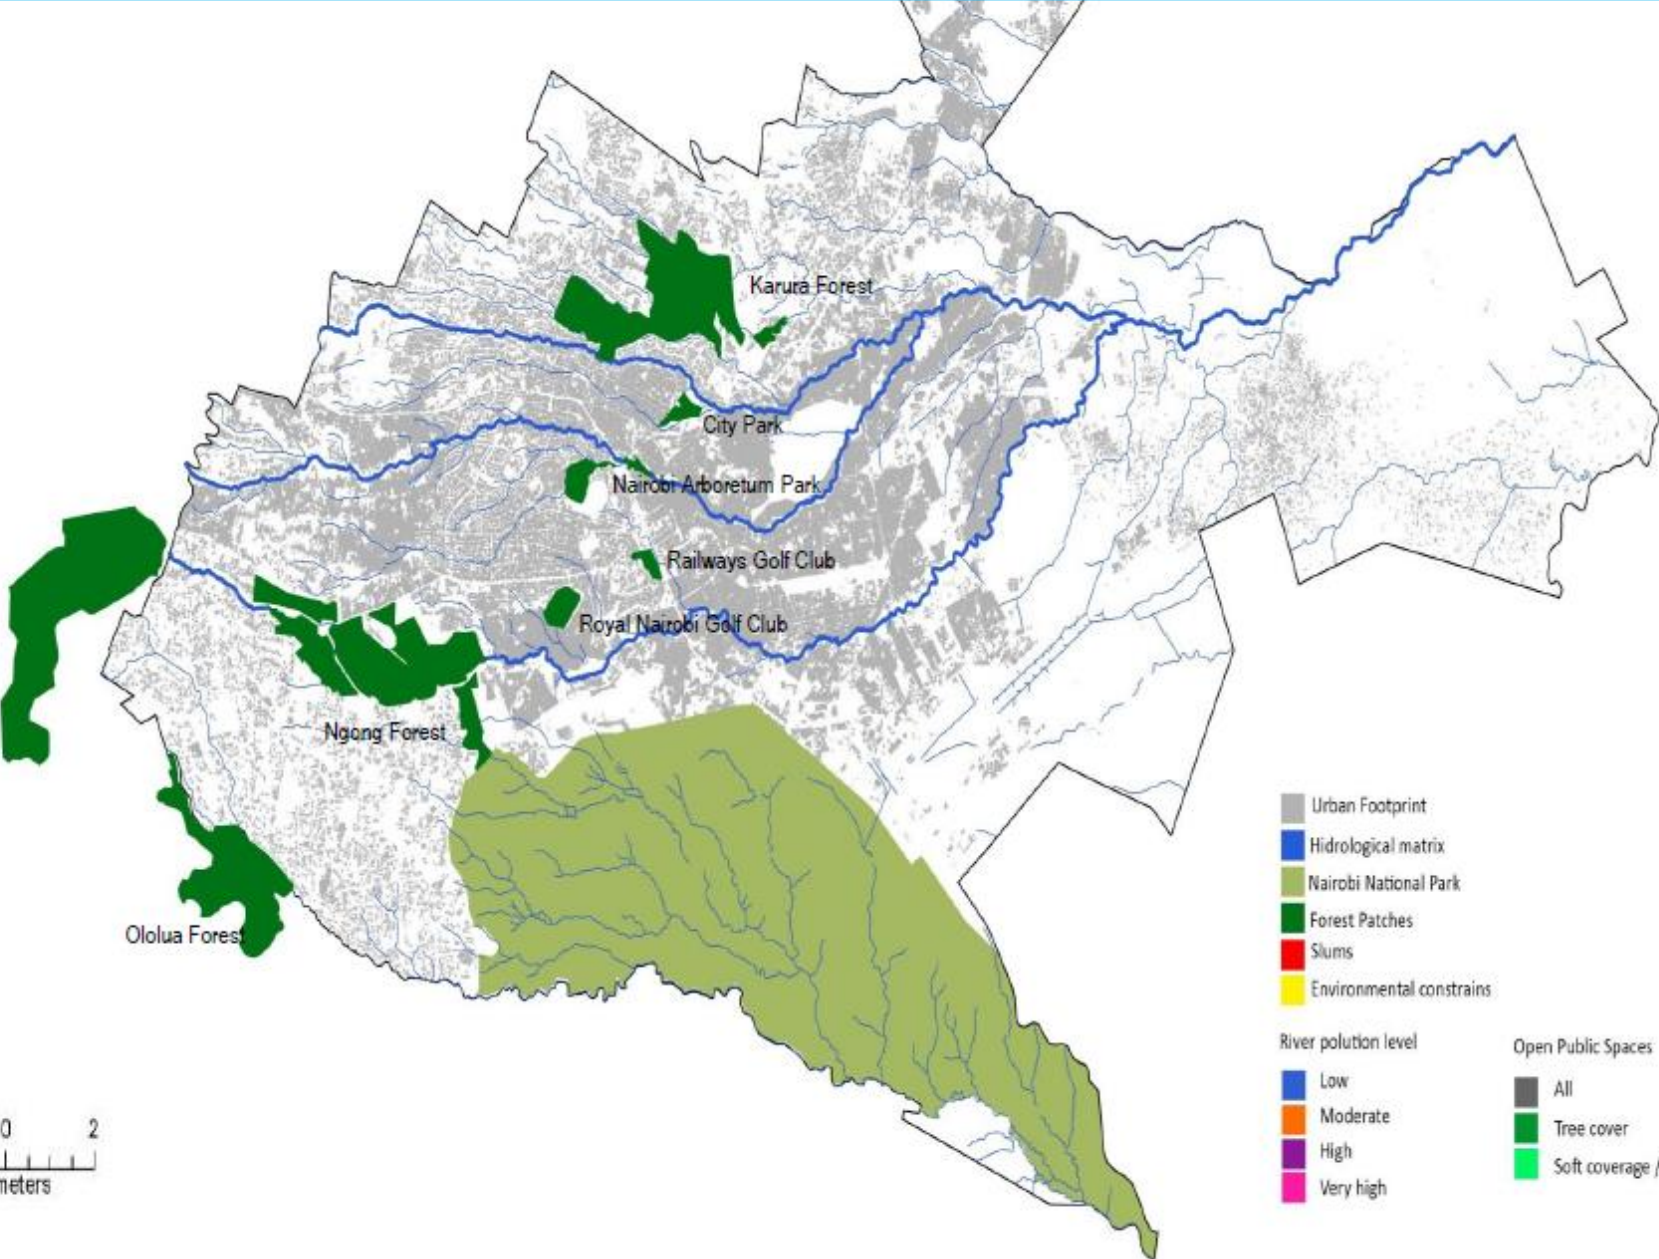 Karura Forest
City Park
Nairobi Arboretum Park
Railways Golf Club
Royal Nairobi Golf Club
Ngong Forest
Ololua Forest
Urban Footprint
Hidrological matrix
Nairobi National Park
Forest Patches
Slums
Environmental constrains
River polution level
Low
Moderate
High
Very high
Open Public Spaces
All
Tree cover
Soft coverage /
0 2
meters